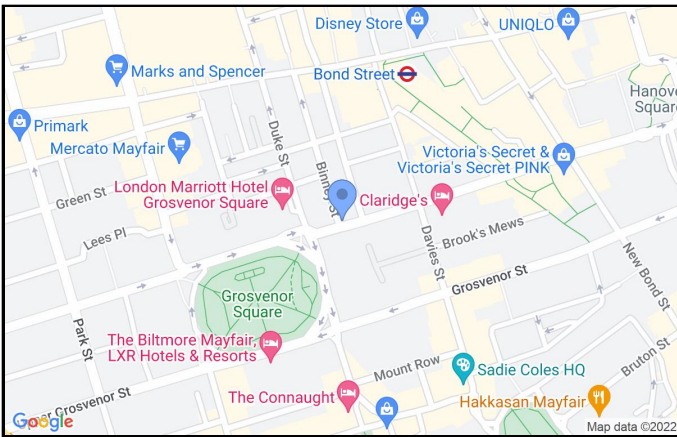 Disney Store
UNIQLO
Marks and Spencer
Bond Street
Hanov
Square
Primark
Mercato Mayfair
Duke St
Binney St
Victoria's Secret &
Victoria's Secret PINK
Green St
London Marriott Hotel
Grosvenor Square
Claridge's
Lees Pl
Brook's Mews
Davies St
New Bond St
Grosvenor St
Grosvenor
Square
Park St
The Biltmore Mayfair,
LXR Hotels & Resorts
Mount Row
Sadie Coles HQ
Bruton St
The Connaught
Hakkasan Mayfair
per Grosvenor St
Google
Map data ©2022